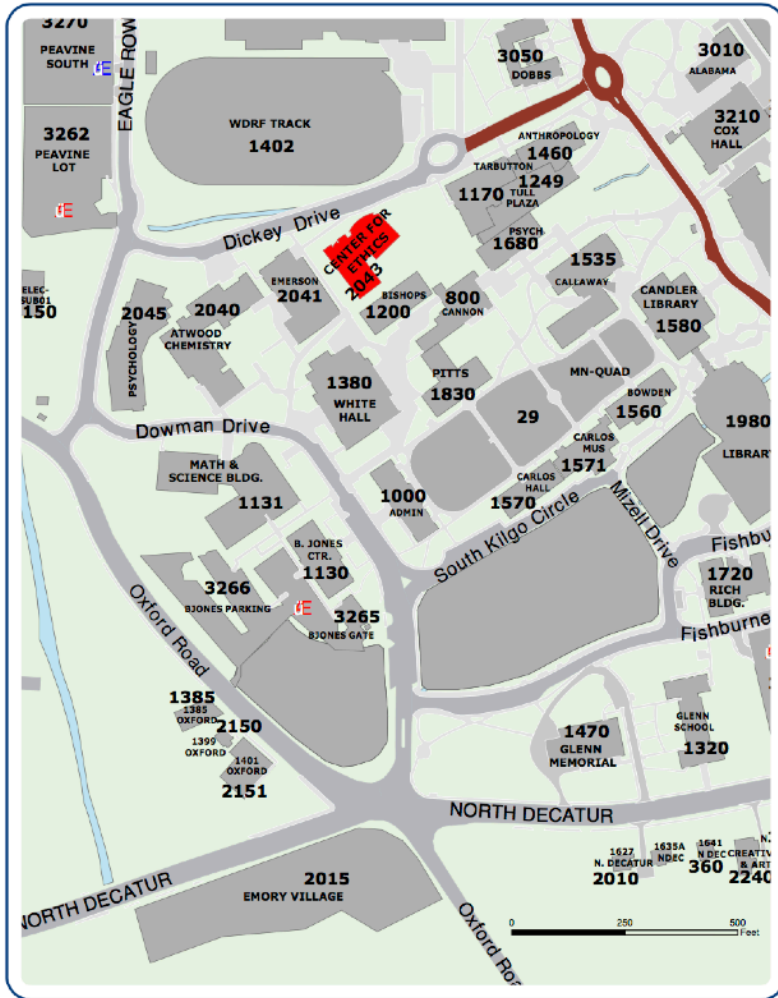 3270
PEAVINE
SOUTH
EAGLE ROW
3262
PEAVINE
LOT
WDRF TRACK
1402
3050
DOBBS
3010
ALABAMA
3210
COX
HALL
ANTHROPOLOGY
1460
TARBUTTON
1170
1249
TULL
PLAZA
PSYCH
1680
Dickey Drive
CENTER FOR
ETHICS
2043
EMERSON
2041
BISHOPS
1200
800
CANNON
1535
CALLAWAY
CANDLER
LIBRARY
1580
ELEC-
SUB01
150
2045
PSYCHOLOGY
2040
ATWOOD
CHEMISTRY
1380
WHITE
HALL
PITTS
1830
MN-QUAD
29
BOWDEN
1560
1980
LIBRARY
Dowman Drive
CARLOS
MUS
1571
CARLOS
HALL
1570
1000
ADMIN
MATH &
SCIENCE BLDG.
1131
South Kilgo Circle
Mizell Drive
B. JONES
CTR.
1130
3266
BJONES PARKING
3265
BJONES GATE
Fishbu
1720
RICH
BLDG.
Fishburne
Oxford Road
1385
1385
OXFORD
2150
1399
OXFORD
1401
OXFORD
2151
1470
GLENN
MEMORIAL
GLENN
SCHOOL
1320
NORTH DECATUR
1627
N. DECATUR
2010
1635A
NDEC
1641
N DEC
360
N.
CREATIV
& ART
2240
NORTH DECATUR
2015
EMORY VILLAGE
Oxford Roa
0 250 500
Feet